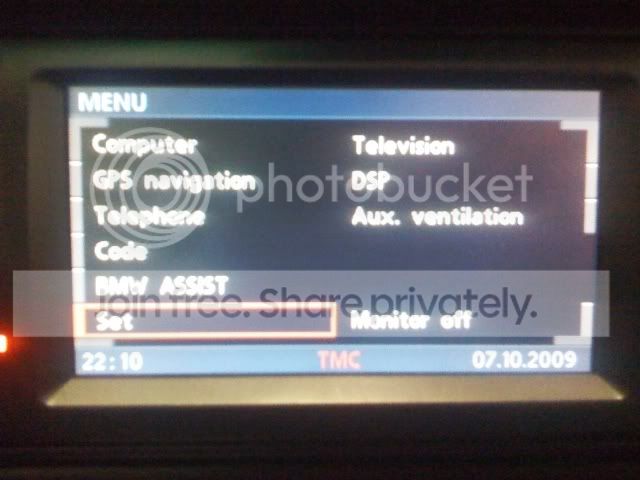 MENU
Computer Television
GPS navigation DSP
Telephone Aux. ventilation
Code
BMW ASSIST
Set Monitor off
22:10 TMC 07.10.2009
photobucket
Join free. Share privately.